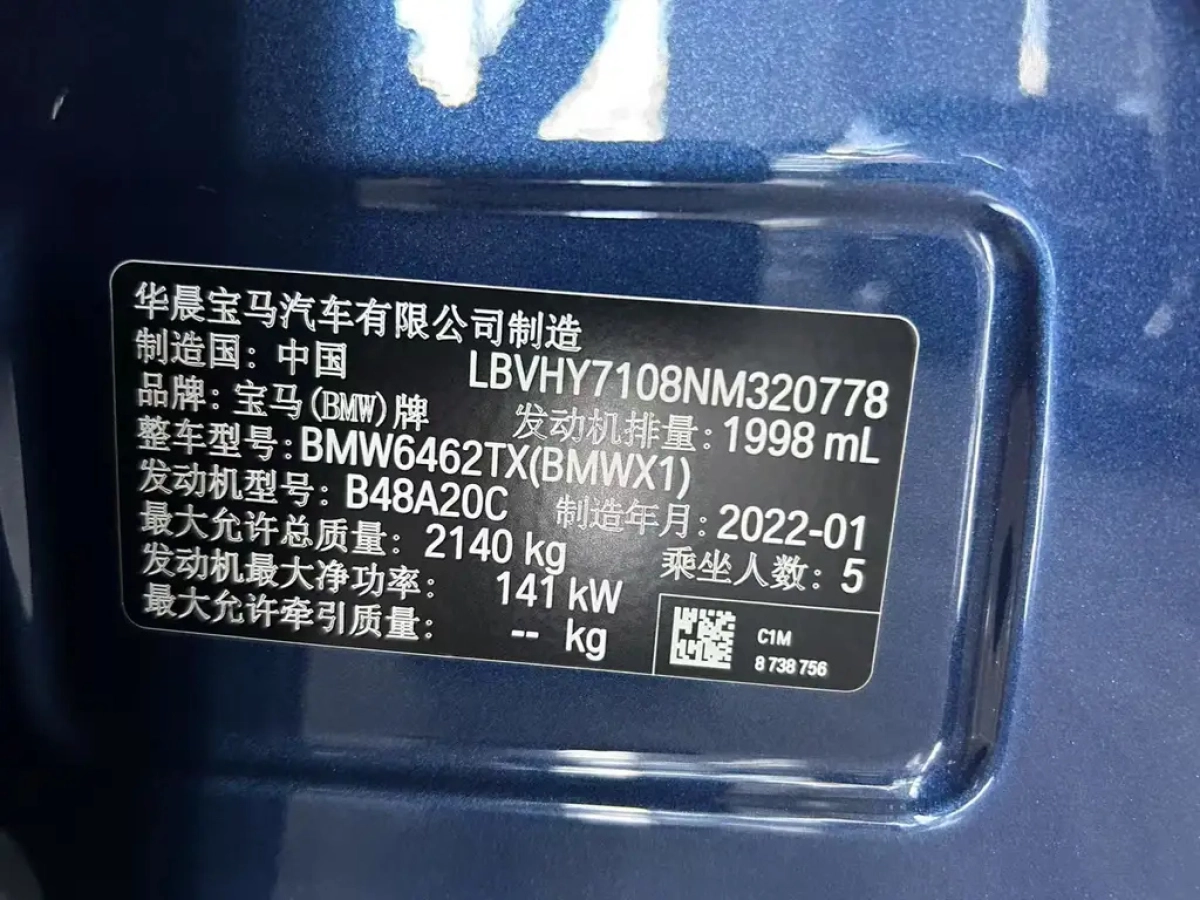 华晨宝马汽车有限公司制造
制造国：中国 LBVHY7108NM320778
品牌：宝马(BMW)牌 发动机排量：1998 mL
整车型号：BMW6462TX(BMWX1)
发动机型号：B48A20C 制造年月：2022-01
最大允许总质量：2140 kg 乘坐人数：5
发动机最大净功率：141 kW
最大允许牵引质量：-- kg
C1M
8 738 756